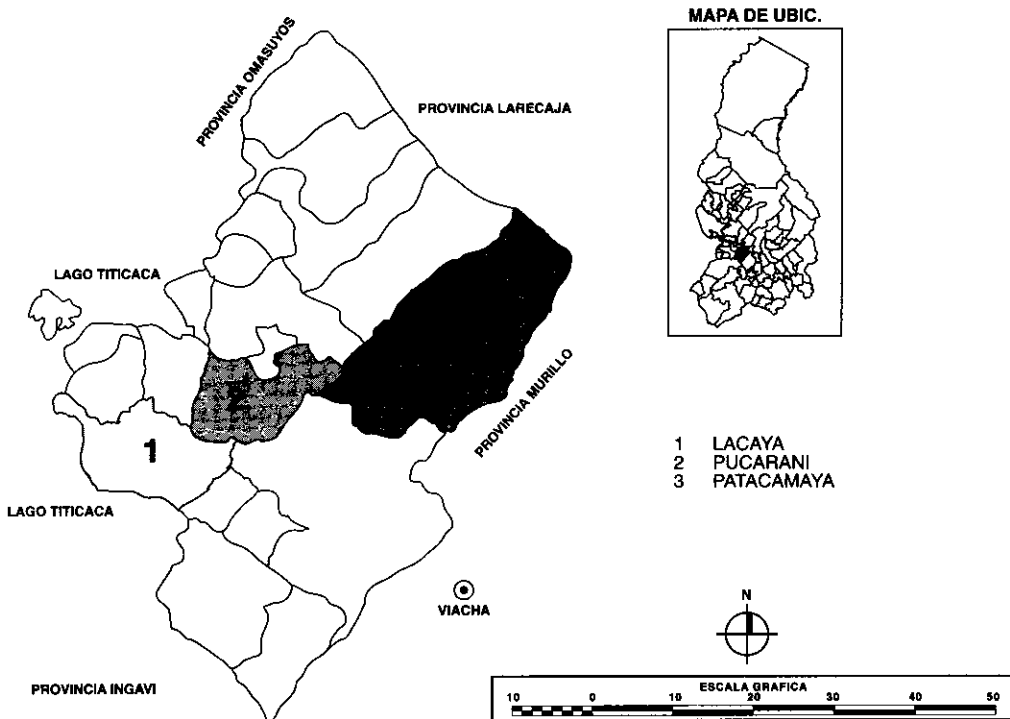 MAPA DE UBIC.
PROVINCIA OMASUYOS
PROVINCIA LARECAJA
LAGO TITICACA
PROVINCIA MURILLO
1
1 LACAYA
2 PUCARANI
3 PATACAMAYA
LAGO TITICACA
VIACHA
N
PROVINCIA INGAVI
ESCALA GRAFICA
10 0 10 20 30 40 50